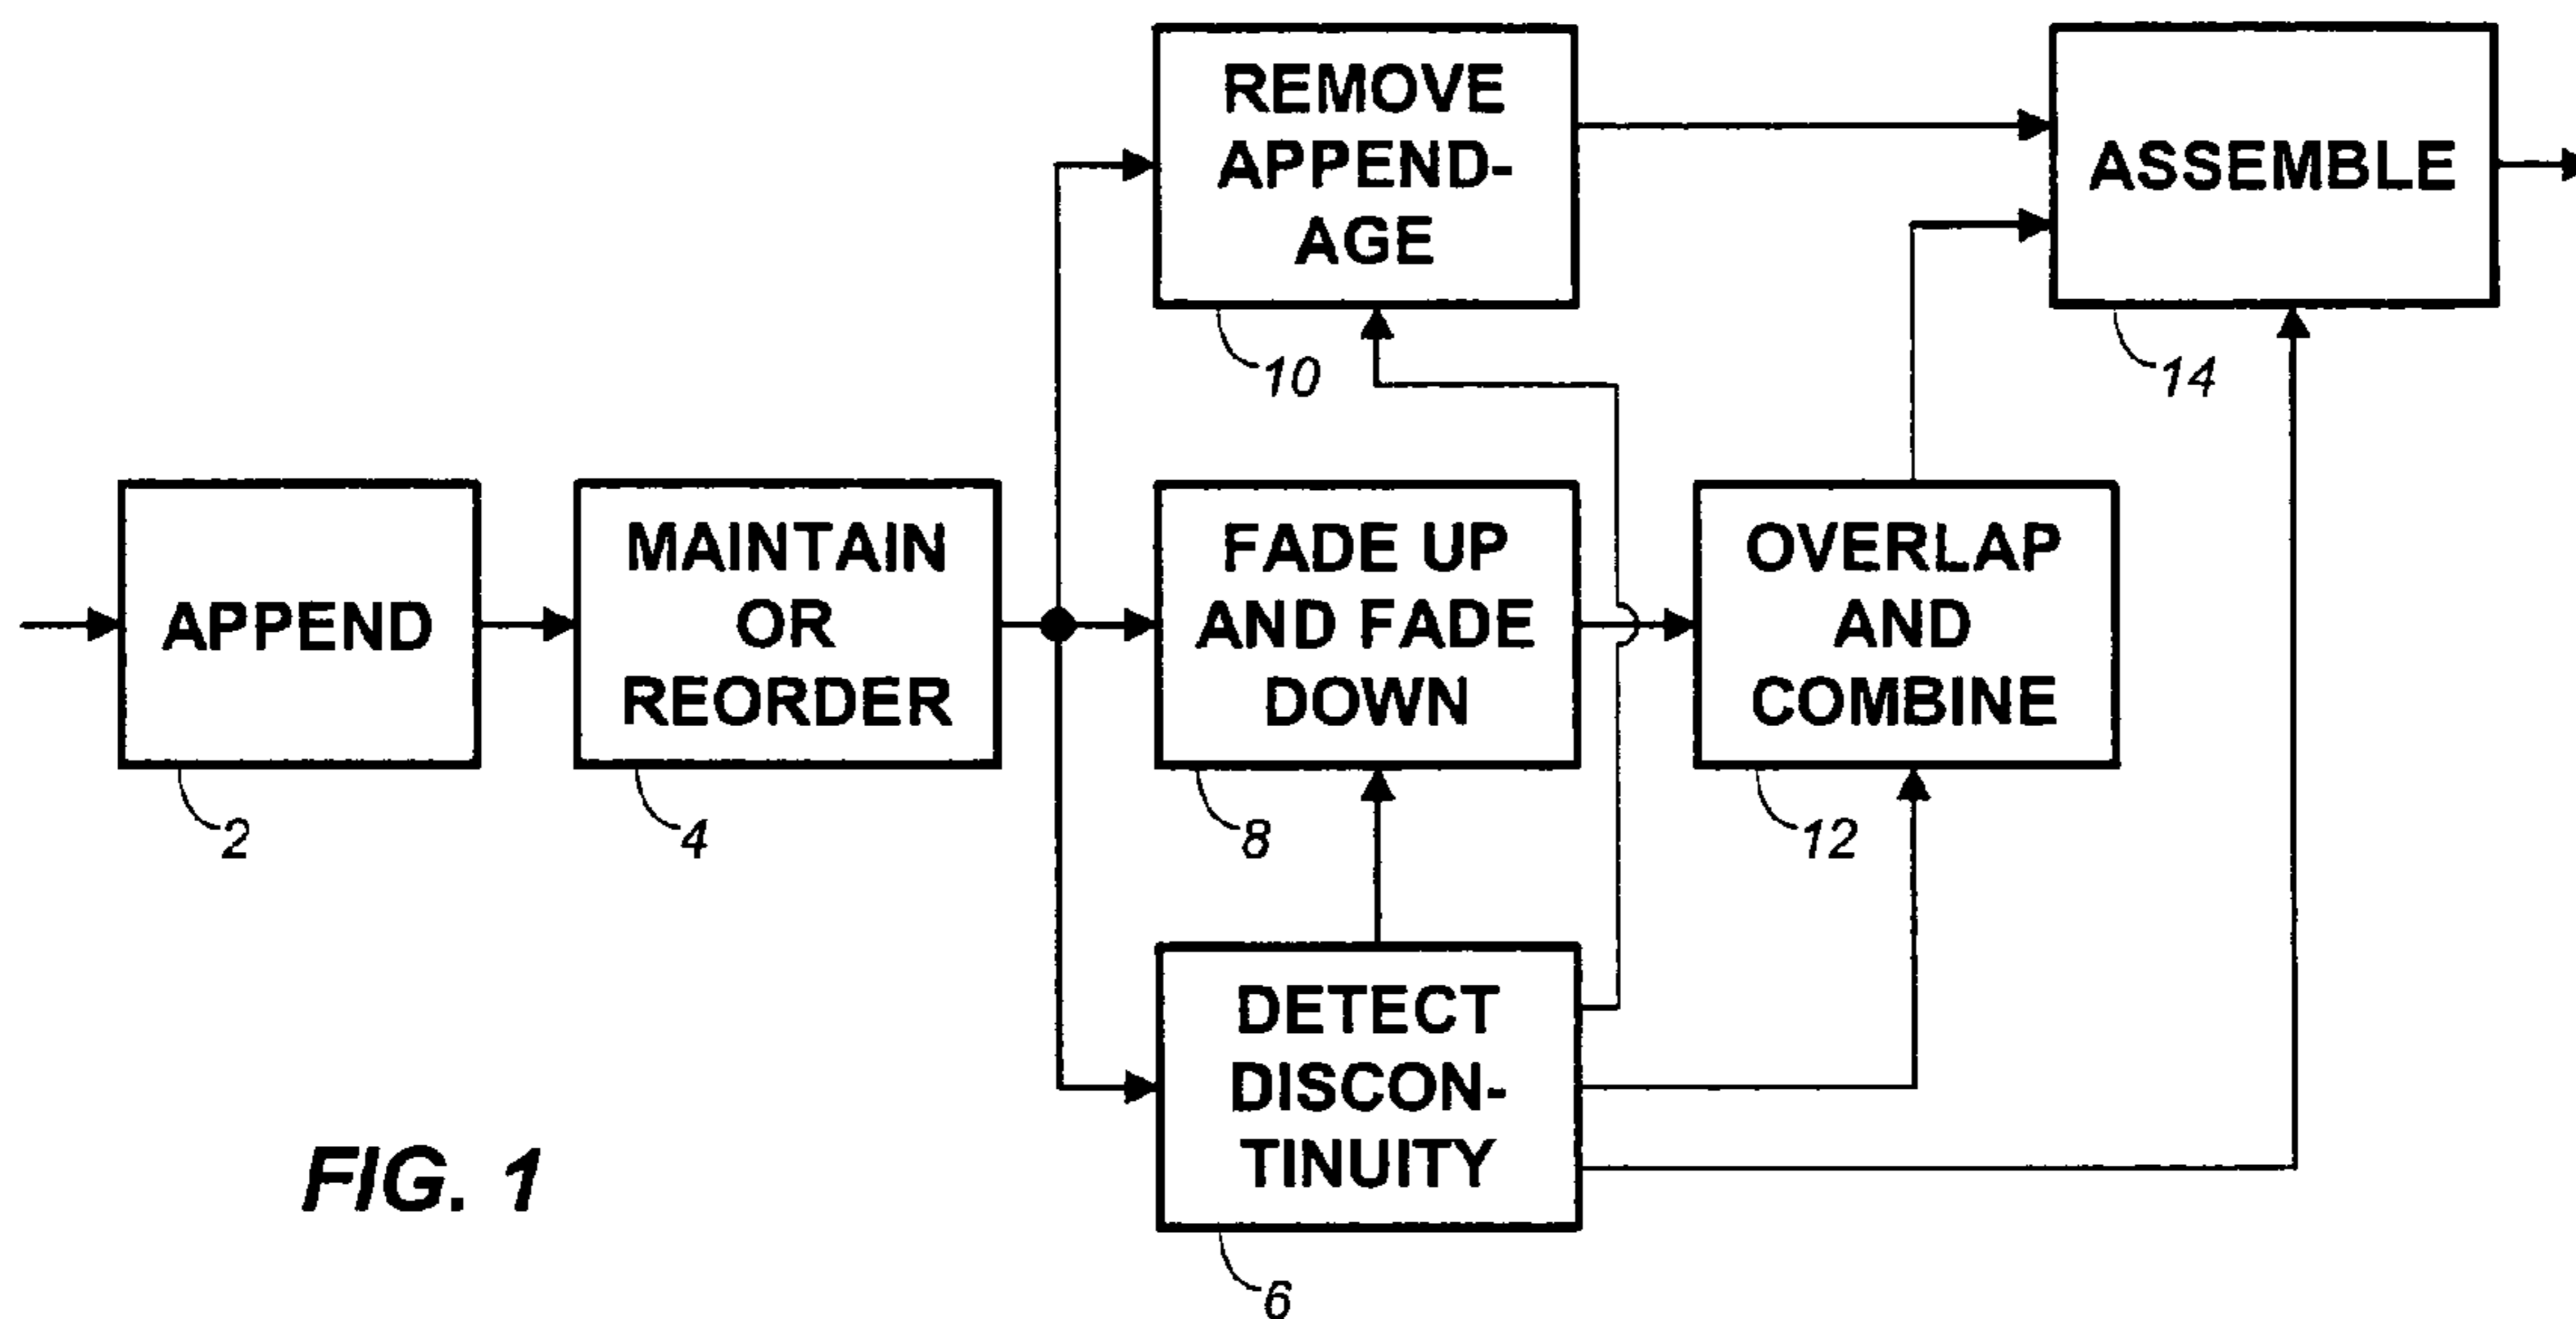 REMOVE
APPEND-
AGE
10
ASSEMBLE
14
APPEND
2
MAINTAIN
OR
REORDER
4
FADE UP
AND FADE
DOWN
8
OVERLAP
AND
COMBINE
12
DETECT
DISCON-
TINUITY
6
FIG. 1